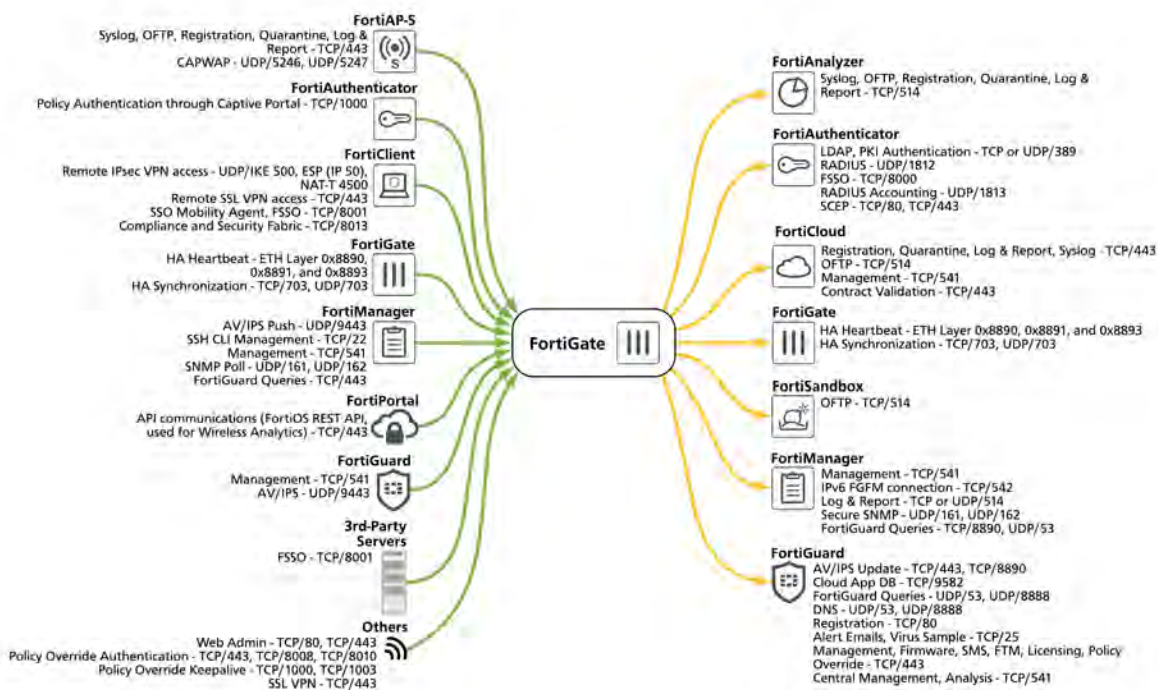 FortiAP-S
Syslog, OFTP, Registration, Quarantine, Log &
Report - TCP/443
CAPWAP - UDP/5246, UDP/5247
S
FortiAuthenticator
Policy Authentication through Captive Portal - TCP/1000
FortiClient
Remote IPsec VPN access - UDP/IKE 500, ESP (IP 50),
NAT-T 4500
Remote SSL VPN access - TCP/443
SSO Mobility Agent, FSSO - TCP/8001
Compliance and Security Fabric - TCP/8013
FortiGate
HA Heartbeat - ETH Layer 0x8890,
0x8891, and 0x8893
HA Synchronization - TCP/703, UDP/703
FortiManager
AV/IPS Push - UDP/9443
SSH CLI Management - TCP/22
Management - TCP/541
SNMP Poll - UDP/161, UDP/162
FortiGuard Queries - TCP/443
FortiPortal
API communications (FortiOS REST API,
used for Wireless Analytics) - TCP/443
FortiGuard
Management - TCP/541
AV/IPS - UDP/9443
3rd-Party
Servers
FSSO - TCP/8001
Others
Web Admin - TCP/80, TCP/443
Policy Override Authentication - TCP/443, TCP/8008, TCP/8010
Policy Override Keepalive - TCP/1000, TCP/1003
SSL VPN - TCP/443
FortiGate
FortiAnalyzer
Syslog, OFTP, Registration, Quarantine, Log &
Report - TCP/514
FortiAuthenticator
LDAP, PKI Authentication - TCP or UDP/389
RADIUS - UDP/1812
FSSO - TCP/8000
RADIUS Accounting - UDP/1813
SCEP - TCP/80, TCP/443
FortiCloud
Registration, Quarantine, Log & Report, Syslog - TCP/443
OFTP - TCP/514
Management - TCP/541
Contract Validation - TCP/443
FortiGate
HA Heartbeat - ETH Layer 0x8890, 0x8891, and 0x8893
HA Synchronization - TCP/703, UDP/703
FortiSandbox
OFTP - TCP/514
FortiManager
Management - TCP/541
IPv6 FGFM connection - TCP/542
Log & Report - TCP or UDP/514
Secure SNMP - UDP/161, UDP/162
FortiGuard Queries - TCP/8890, UDP/53
FortiGuard
AV/IPS Update - TCP/443, TCP/8890
Cloud App DB - TCP/9582
FortiGuard Queries - UDP/53, UDP/8888
DNS - UDP/53, UDP/8888
Registration - TCP/80
Alert Emails, Virus Sample - TCP/25
Management, Firmware, SMS, FTM, Licensing, Policy
Override - TCP/443
Central Management, Analysis - TCP/541